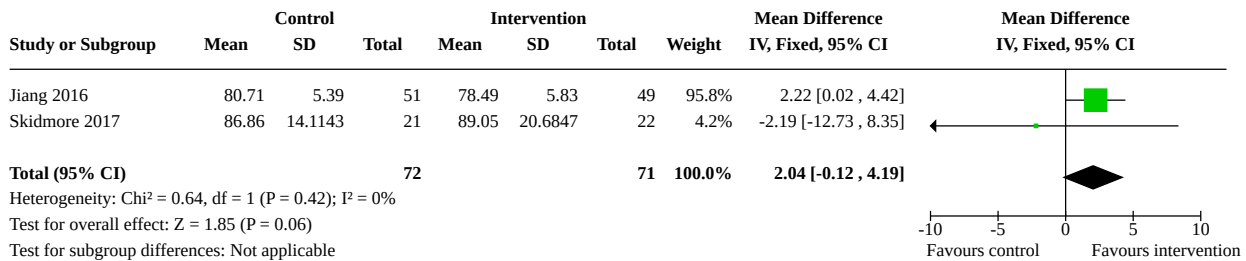 Control Intervention Mean Difference Mean Difference
Study or Subgroup Mean SD Total Mean SD Total Weight IV, Fixed, 95% CI IV, Fixed, 95% CI
Jiang 2016 80.71 5.39 51 78.49 5.83 49 95.8% 2.22 [0.02 , 4.42]
Skidmore 2017 86.86 14.1143 21 89.05 20.6847 22 4.2% -2.19 [-12.73 , 8.35]
Total (95% CI) 72 71 100.0% 2.04 [-0.12 , 4.19]
Heterogeneity: Chi² = 0.64, df = 1 (P = 0.42); I² = 0%
Test for overall effect: Z = 1.85 (P = 0.06) -10 -5 0 5 10
Test for subgroup differences: Not applicable Favours control Favours intervention